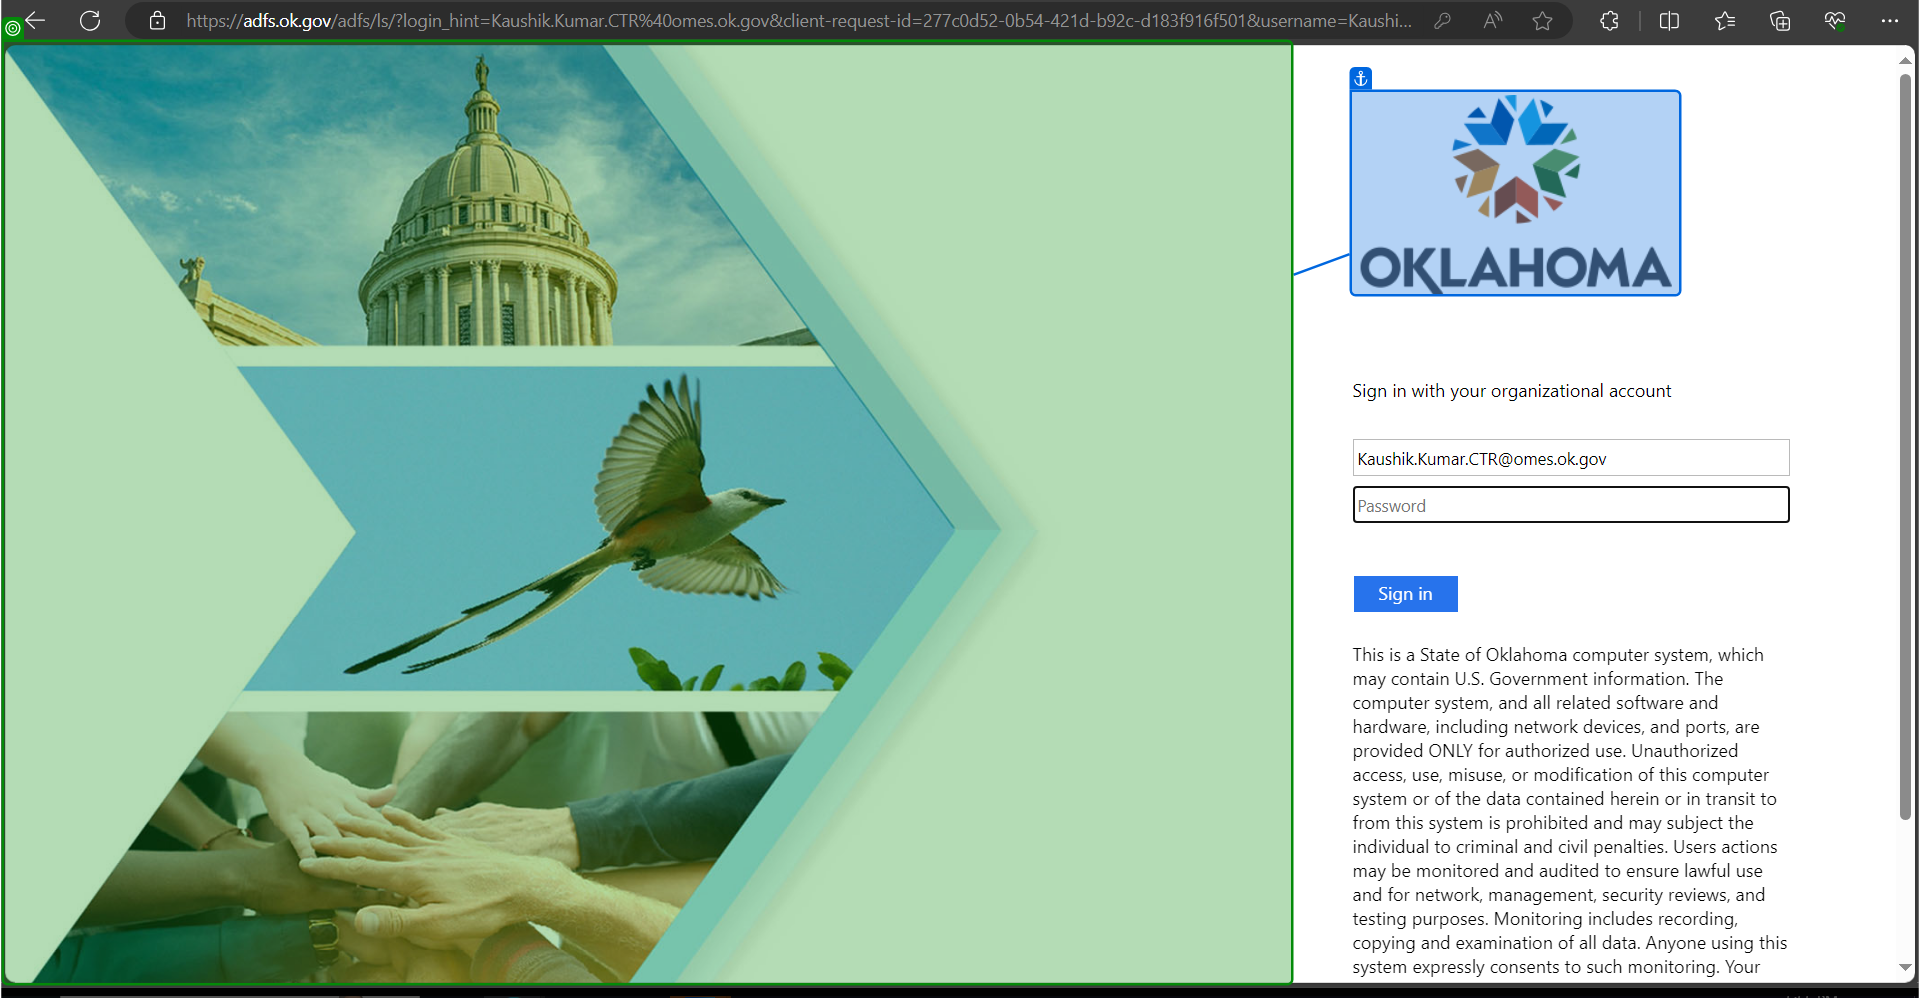 https://adfs.ok.gov/adfs/ls/?login_hint=Kaushik.Kumar.CTR%40omes.ok.gov&client-request-id=277c0d52-0b54-421d-b92c-d183f916f501&username=Kaushi...
OKLAHOMA
Sign in with your organizational account
Kaushik.Kumar.CTR@omes.ok.gov
Password
Sign in
This is a State of Oklahoma computer system, which
may contain U.S. Government information. The
computer system, and all related software and
hardware, including network devices, and ports, are
provided ONLY for authorized use. Unauthorized
access, use, misuse, or modification of this computer
system or of the data contained herein or in transit to
from this system is prohibited and may subject the
individual to criminal and civil penalties. Users actions
may be monitored and audited to ensure lawful use
and for network, management, security reviews, and
testing purposes. Monitoring includes recording,
copying and examination of all data. Anyone using this
system expressly consents to such monitoring. Your